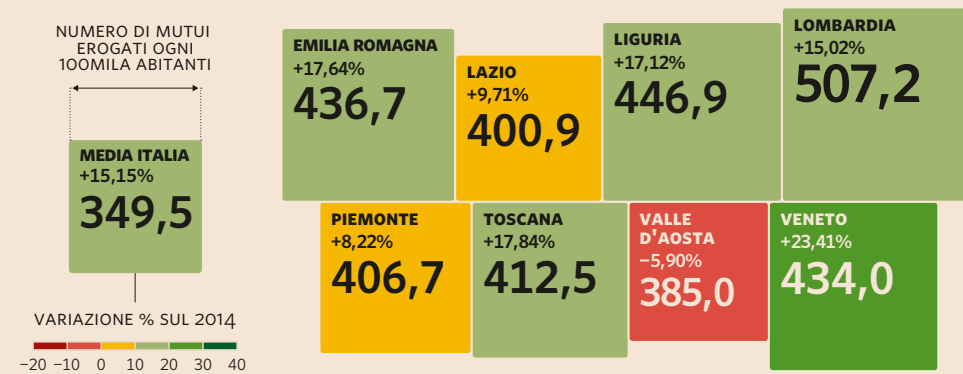 NUMERO DI MUTUI
EROGATI OGNI
100MILA ABITANTI
MEDIA ITALIA
+15,15%
349,5
VARIAZIONE % SUL 2014
−20 −10 0 10 20 30 40
EMILIA ROMAGNA
+17,64%
436,7
LAZIO
+9,71%
400,9
LIGURIA
+17,12%
446,9
LOMBARDIA
+15,02%
507,2
PIEMONTE
+8,22%
406,7
TOSCANA
+17,84%
412,5
VALLE
D'AOSTA
−5,90%
385,0
VENETO
+23,41%
434,0